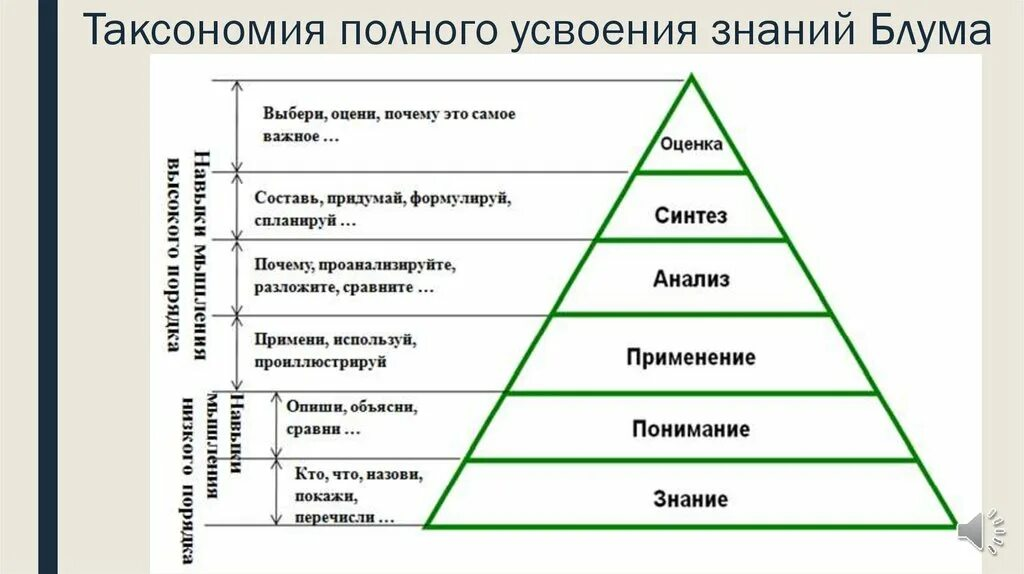 Таксономия полного усвоения знаний Блума
Выбери, оцени, почему это самое
важное ...
Оценка
Составь, придумай, формулируй,
спланируй ...
Синтез
Почему, проанализируйте,
разложите, сравните ...
Анализ
Примени, используй,
проиллюстрируй
Применение
Опиши, объясни,
сравни ...
Понимание
Кто, что, назови,
покажи,
перечисли ...
Знание
Навыки мышления
высокого порядка
Навыки
мышления
низкого порядка